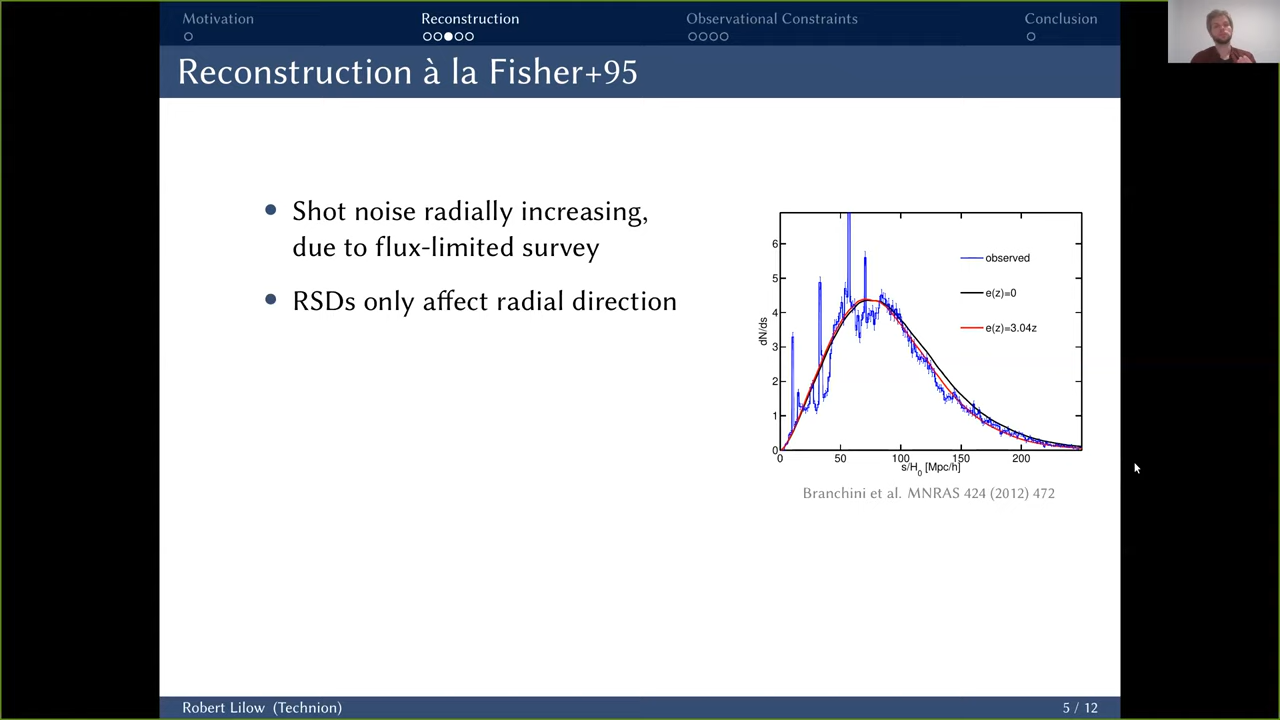 Motivation Reconstruction Observational Constraints Conclusion
Reconstruction à la Fisher+95
• Shot noise radially increasing,
due to flux-limited survey
• RSDs only affect radial direction
observed
e(z)=0
e(z)=3.04z
dN/ds
6
5
4
3
2
1
0
0 50 100 150 200
s/H0 [Mpc/h]
Branchini et al. MNRAS 424 (2012) 472
Robert Lilow (Technion) 5 / 12